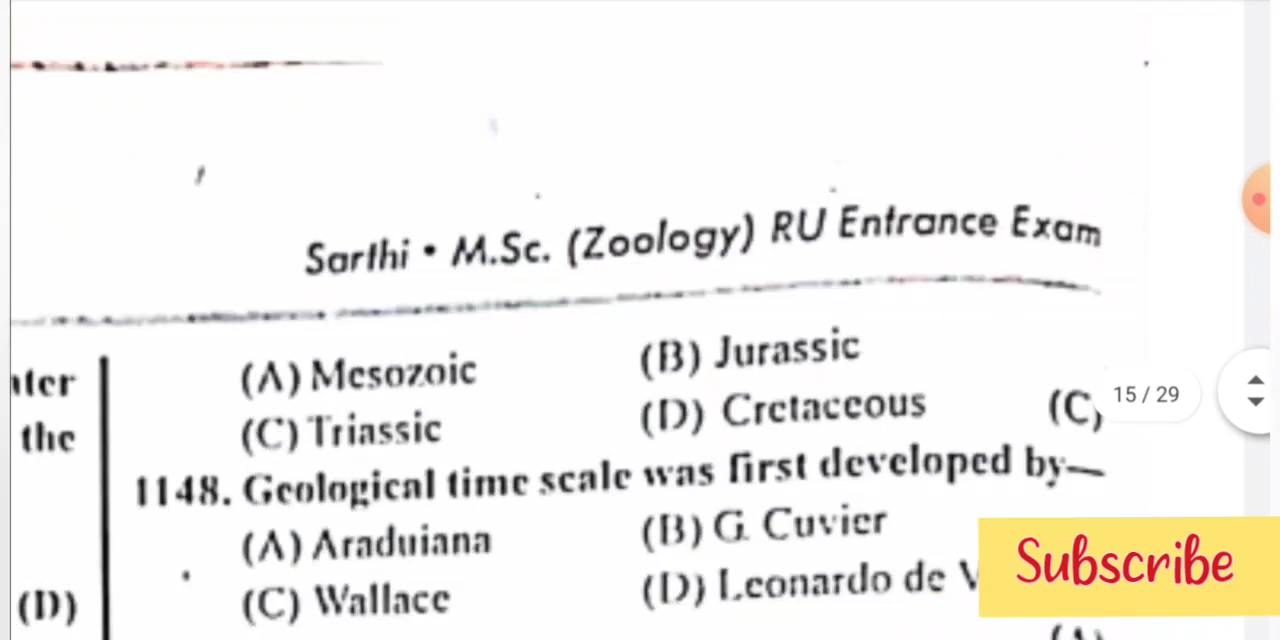 Sarthi • M.Sc. (Zoology) RU Entrance Exam
the
(D)
(A) Mesozoic (B) Jurassic
(C) Triassic (D) Cretaceous (C)
1148. Geological time scale was first developed by—
(A) Araduiana (B) G. Cuvier
(C) Wallace (D) Leonardo de
15 / 29
Subscribe